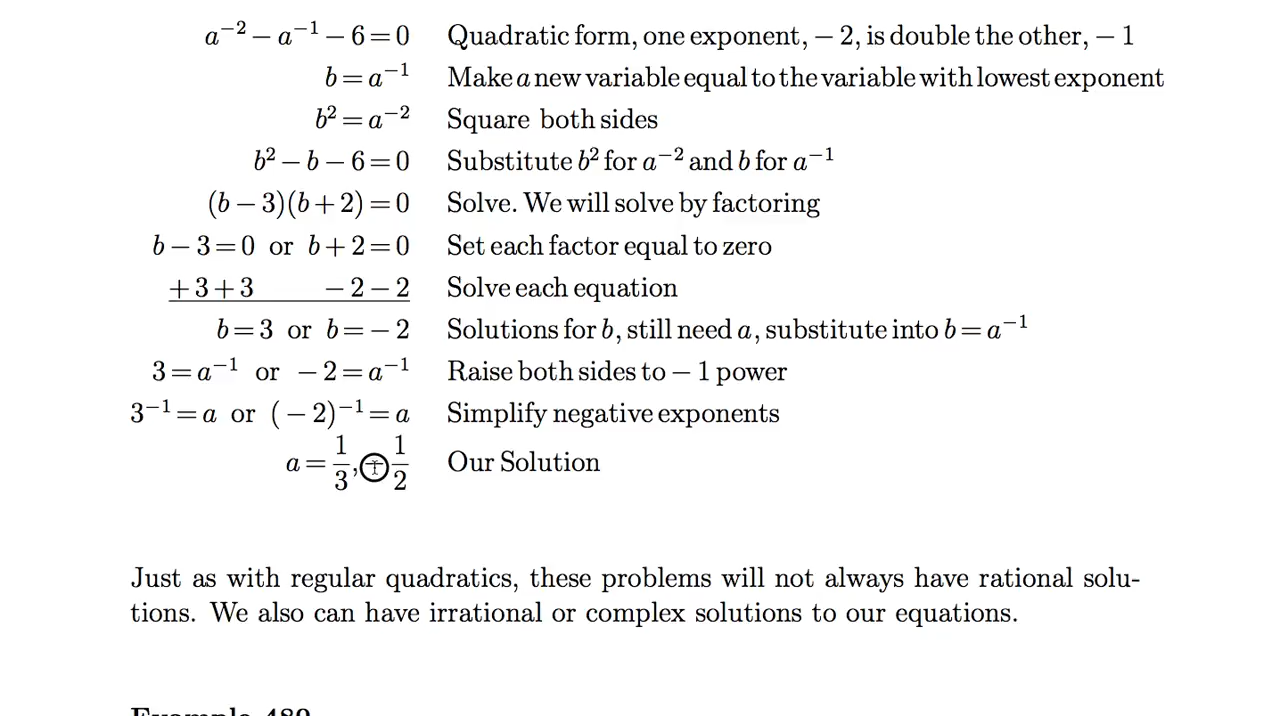 a⁻² − a⁻¹ − 6 = 0 Quadratic form, one exponent, − 2, is double the other, − 1
b = a⁻¹ Make a new variable equal to the variable with lowest exponent
b² = a⁻² Square both sides
b² − b − 6 = 0 Substitute b² for a⁻² and b for a⁻¹
(b − 3)(b + 2) = 0 Solve. We will solve by factoring
b − 3 = 0 or b + 2 = 0 Set each factor equal to zero
+ 3 + 3 − 2 − 2 Solve each equation
b = 3 or b = − 2 Solutions for b, still need a, substitute into b = a⁻¹
3 = a⁻¹ or − 2 = a⁻¹ Raise both sides to − 1 power
3⁻¹ = a or (− 2)⁻¹ = a Simplify negative exponents
a = 1/3, 1/2 Our Solution
Just as with regular quadratics, these problems will not always have rational solu-
tions. We also can have irrational or complex solutions to our equations.
Example 489